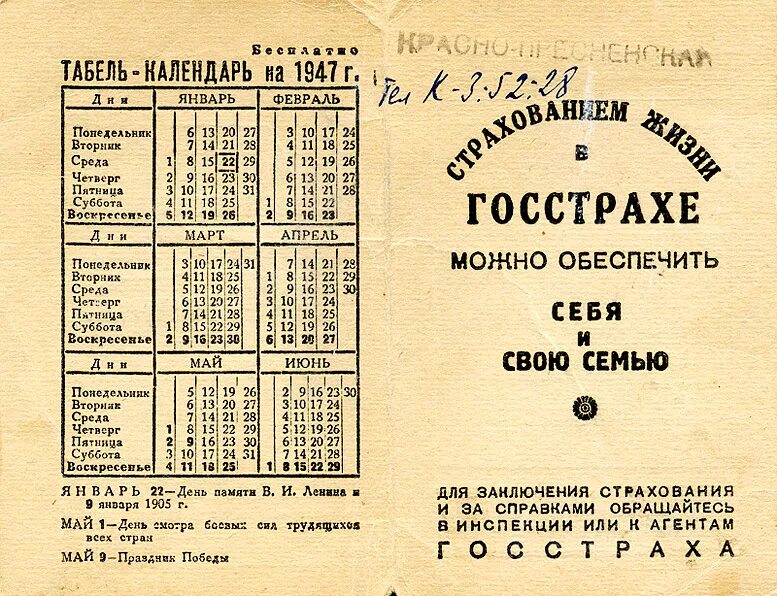 Бесплатно
ТАБЕЛЬ-КАЛЕНДАРЬ на 1947 г.
Дни ЯНВАРЬ ФЕВРАЛЬ
Понедельник 6 13 20 27 3 10 17 24
Вторник 7 14 21 28 4 11 18 25
Среда 1 8 15 22 29 5 12 19 26
Четверг 2 9 16 23 30 6 13 20 27
Пятница 3 10 17 24 31 7 14 21 28
Суббота 4 11 18 25 1 8 15 22
Воскресенье 5 12 19 26 2 9 16 23
Дни МАРТ АПРЕЛЬ
Понедельник 3 10 17 24 31 7 14 21 28
Вторник 4 11 18 25 1 8 15 22 29
Среда 5 12 19 26 2 9 16 23 30
Четверг 6 13 20 27 3 10 17 24
Пятница 7 14 21 28 4 11 18 25
Суббота 1 8 15 22 29 5 12 19 26
Воскресенье 2 9 16 23 30 6 13 20 27
Дни МАЙ ИЮНЬ
Понедельник 5 12 19 26 2 9 16 23 30
Вторник 6 13 20 27 3 10 17 24
Среда 7 14 21 28 4 11 18 25
Четверг 1 8 15 22 29 5 12 19 26
Пятница 2 9 16 23 30 6 13 20 27
Суббота 3 10 17 24 31 7 14 21 28
Воскресенье 4 11 18 25 1 8 15 22 29
ЯНВАРЬ 22—День памяти В. И. Ленина и
9 января 1905 г.
МАЙ 1—День смотра боевых сил трудящихся
всех стран
МАЙ 9—Праздник Победы
КРАСНО-ПРЕСНЕНСКАЯ
Тел К-3-52-28
СТРАХОВАНИЕМ ЖИЗНИ
В
ГОССТРАХЕ
МОЖНО ОБЕСПЕЧИТЬ
СЕБЯ
И
СВОЮ СЕМЬЮ
ДЛЯ ЗАКЛЮЧЕНИЯ СТРАХОВАНИЯ
И ЗА СПРАВКАМИ ОБРАЩАЙТЕСЬ
В ИНСПЕКЦИИ ИЛИ К АГЕНТАМ
ГОССТРАХА